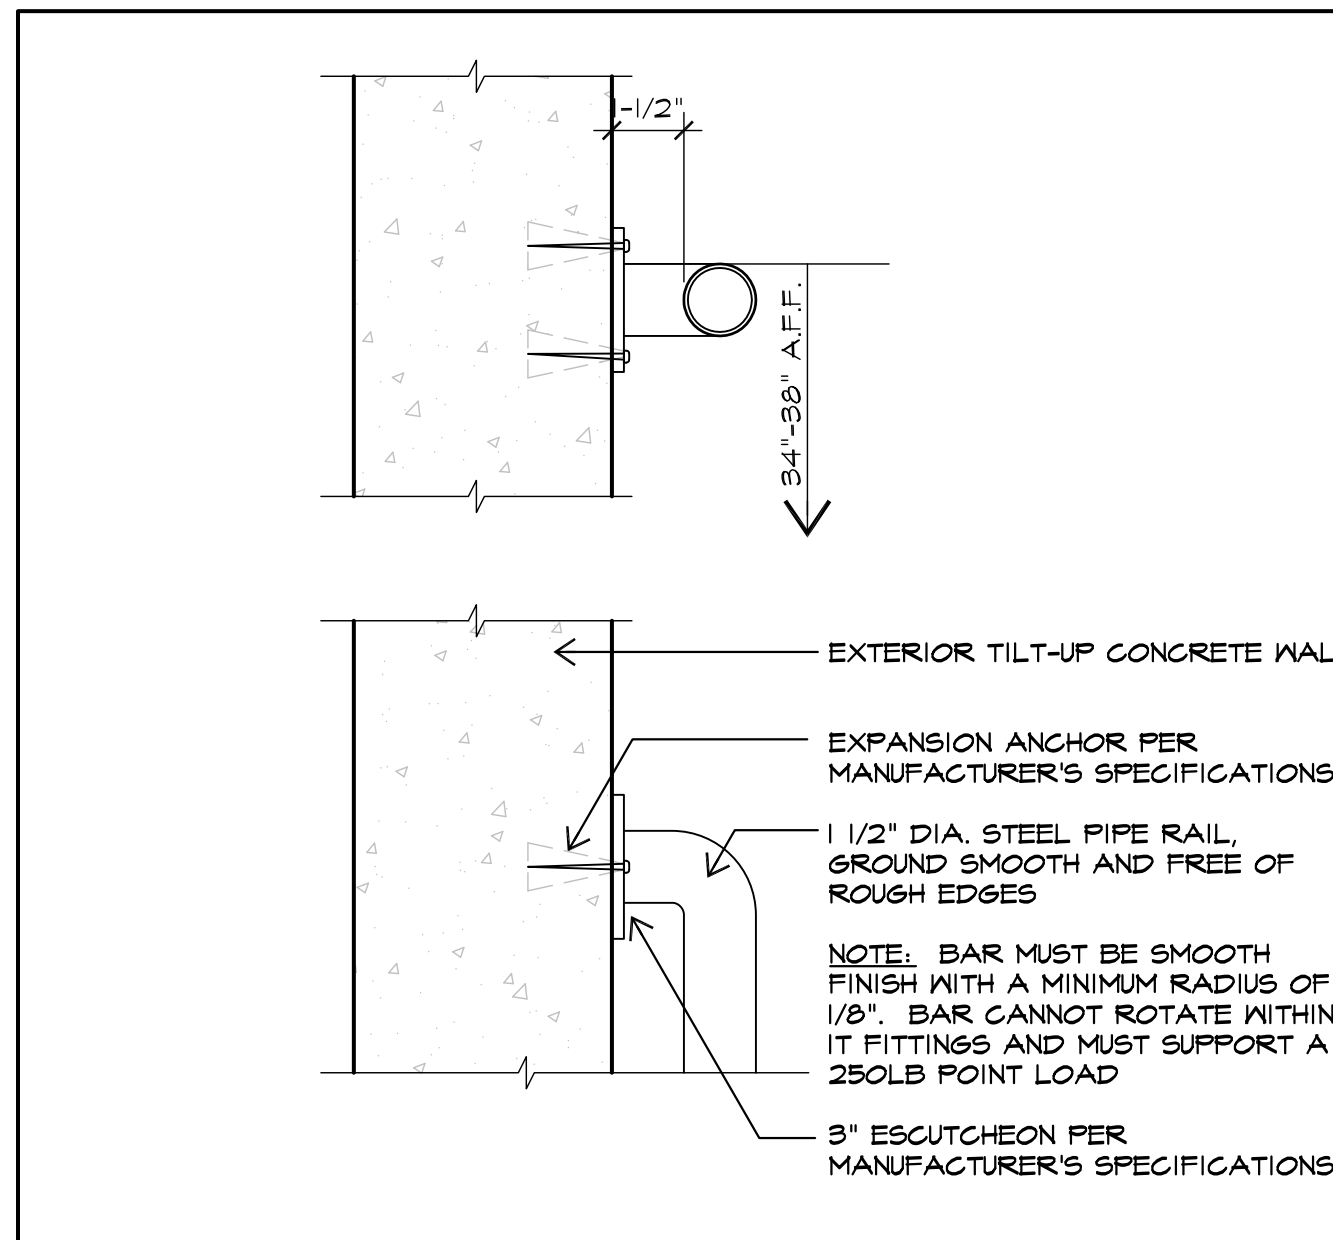 1-1/2"
34"-38" A.F.F.
EXTERIOR TILT-UP CONCRETE WAL
EXPANSION ANCHOR PER
MANUFACTURER'S SPECIFICATIONS
1 1/2" DIA. STEEL PIPE RAIL,
GROUND SMOOTH AND FREE OF
ROUGH EDGES
NOTE: BAR MUST BE SMOOTH
FINISH WITH A MINIMUM RADIUS OF
1/8". BAR CANNOT ROTATE WITHIN
IT FITTINGS AND MUST SUPPORT A
250LB POINT LOAD
3" ESCUTCHEON PER
MANUFACTURER'S SPECIFICATIONS